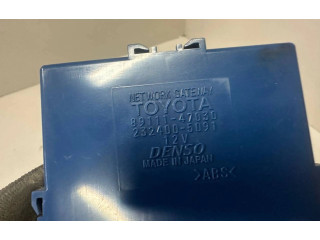 NETWORK GATEWAY
TOYOTA
89111-47030
232400-5091
12V
DENSO
MADE IN JAPAN
>ABS<